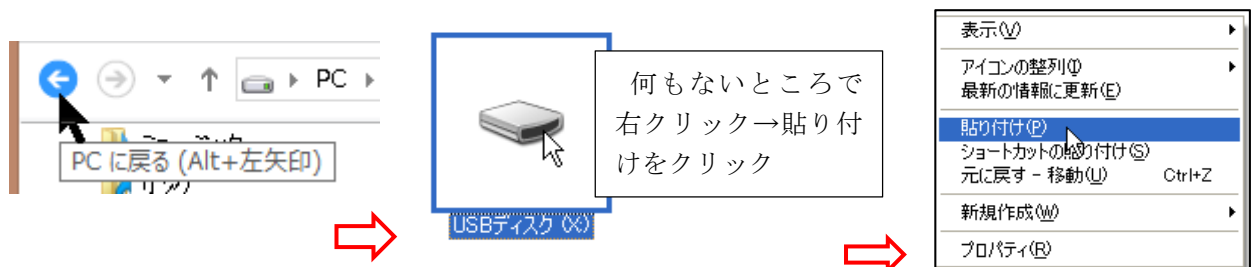 PC
PC に戻る (Alt+左矢印)
何もないところで
右クリック→貼り付
けをクリック
USBディスク (X)
表示(V)
アイコンの整列(I)
最新の情報に更新(E)
貼り付け(P)
ショートカットの貼り付け(S)
元に戻す - 移動(U) Ctrl+Z
新規作成(W)
プロパティ(R)